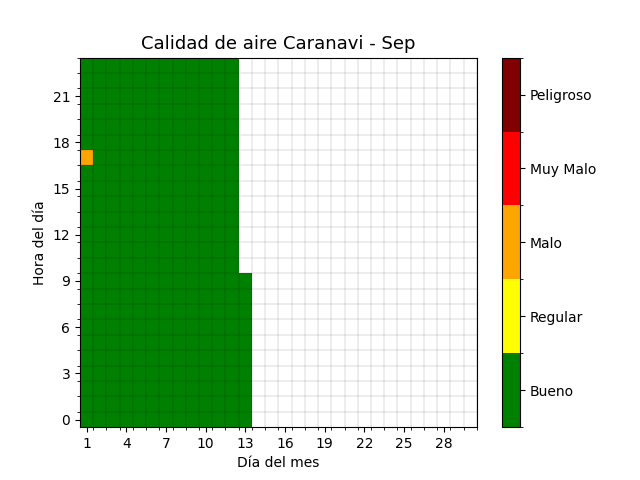 Calidad de aire Caranavi - Sep
Hora del día
21
18
15
12
9
6
3
0
1 4 7 10 13 16 19 22 25 28
Día del mes
Peligroso
Muy Malo
Malo
Regular
Bueno